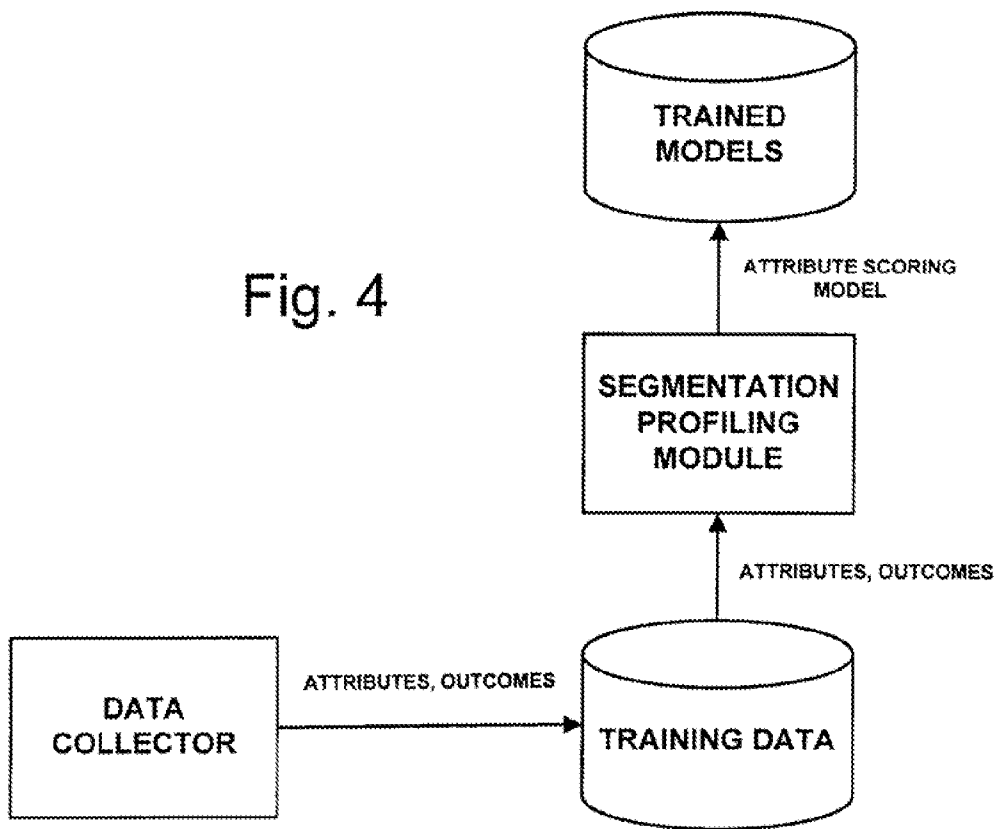 TRAINED
MODELS
ATTRIBUTE SCORING
MODEL
Fig. 4
SEGMENTATION
PROFILING
MODULE
ATTRIBUTES, OUTCOMES
ATTRIBUTES, OUTCOMES
DATA
COLLECTOR
TRAINING DATA